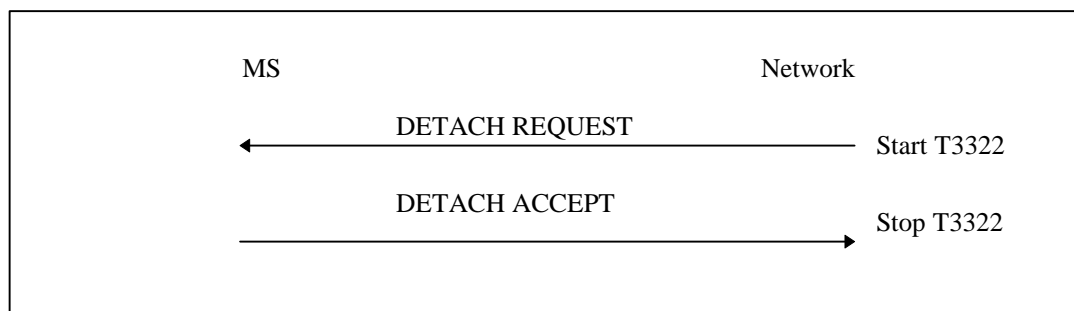 MS
Network
DETACH REQUEST
Start T3322
DETACH ACCEPT
Stop T3322